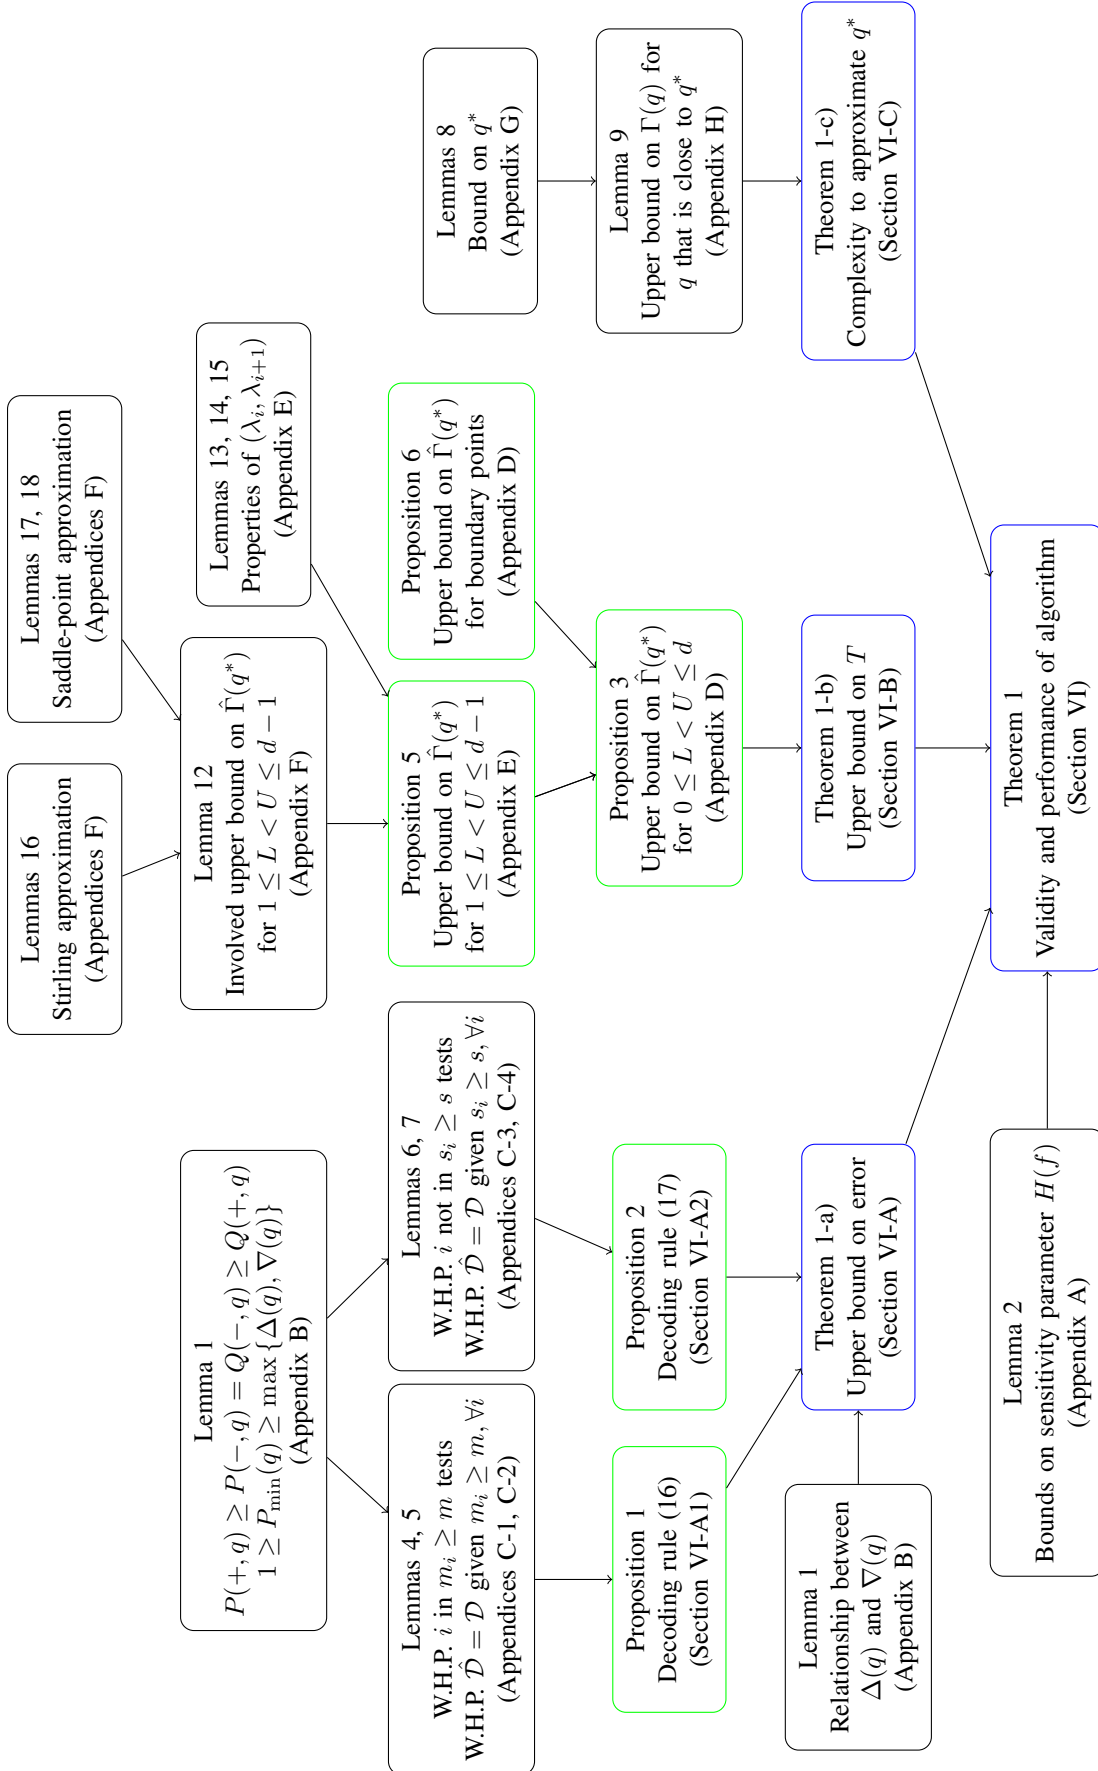 Lemmas 16
Stirling approximation
(Appendices F)
Lemmas 17, 18
Saddle-point approximation
(Appendices F)
Lemma 1
P(+, q) ≥ P(−, q) = Q(−, q) ≥ Q(+, q)
1 ≥ P_min(q) ≥ max{Δ(q), ∇(q)}
(Appendix B)
Lemma 12
Involved upper bound on Γ̂(q*)
for 1 ≤ L < U ≤ d − 1
(Appendix F)
Lemmas 13, 14, 15
Properties of (λ_i, λ_{i+1})
(Appendix E)
Lemmas 4, 5
W.H.P. i in m_i ≥ m tests
W.H.P. 𝒟̂ = 𝒟 given m_i ≥ m, ∀i
(Appendices C-1, C-2)
Lemmas 6, 7
W.H.P. i not in s_i ≥ s tests
W.H.P. 𝒟̂ = 𝒟 given s_i ≥ s, ∀i
(Appendices C-3, C-4)
Proposition 5
Upper bound on Γ̂(q*)
for 1 ≤ L < U ≤ d − 1
(Appendix E)
Proposition 6
Upper bound on Γ̂(q*)
for boundary points
(Appendix D)
Lemmas 8
Bound on q*
(Appendix G)
Proposition 1
Decoding rule (16)
(Section VI-A1)
Proposition 2
Decoding rule (17)
(Section VI-A2)
Proposition 3
Upper bound on Γ̂(q*)
for 0 ≤ L < U ≤ d
(Appendix D)
Lemma 9
Upper bound on Γ(q) for
q that is close to q*
(Appendix H)
Lemma 1
Relationship between
Δ(q) and ∇(q)
(Appendix B)
Theorem 1-a)
Upper bound on error
(Section VI-A)
Theorem 1-b)
Upper bound on T
(Section VI-B)
Theorem 1-c)
Complexity to approximate q*
(Section VI-C)
Lemma 2
Bounds on sensitivity parameter H(f)
(Appendix A)
Theorem 1
Validity and performance of algorithm
(Section VI)